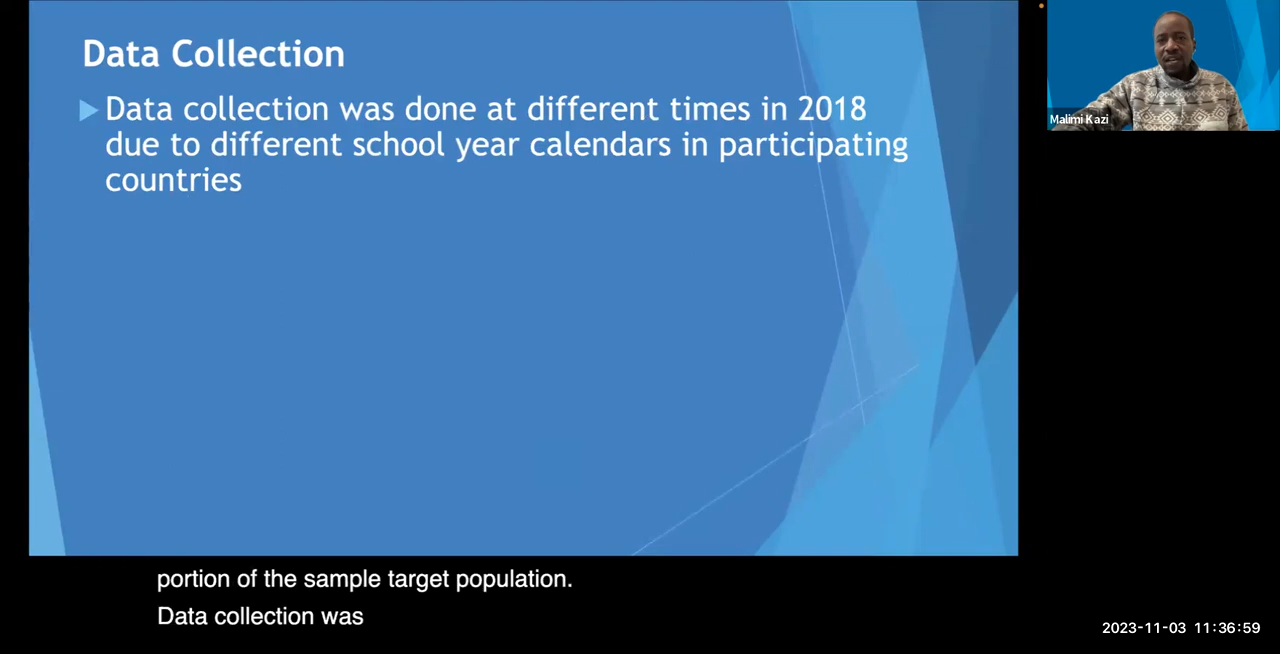 Data Collection
Data collection was done at different times in 2018
due to different school year calendars in participating
countries
Malimi Kazi
portion of the sample target population.
Data collection was
2023-11-03 11:36:59